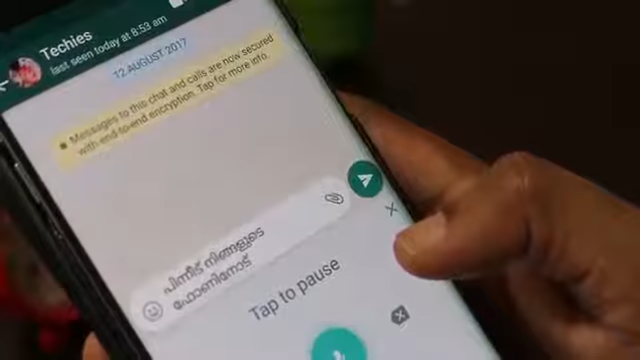 Techies
last seen today at 8:53 am
12 AUGUST 2017
Messages to this chat and calls are now secured
with end-to-end encryption. Tap for more info.
പിന്നീട് നിങ്ങളുടെ
ഫോണിനോട്
Tap to pause